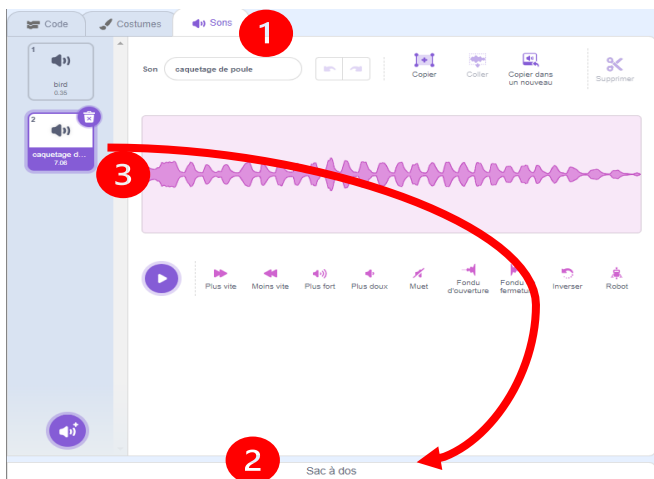 Code
Costumes
Sons
1
1
bird
0.35
2
caquetage d...
7.06
3
Son
caquetage de poule
Copier
Coller
Copier dans
un nouveau
Supprimer
Plus vite
Moins vite
Plus fort
Plus doux
Muet
Fondu
d'ouverture
Fondu
Inverser
Robot
2
Sac à dos